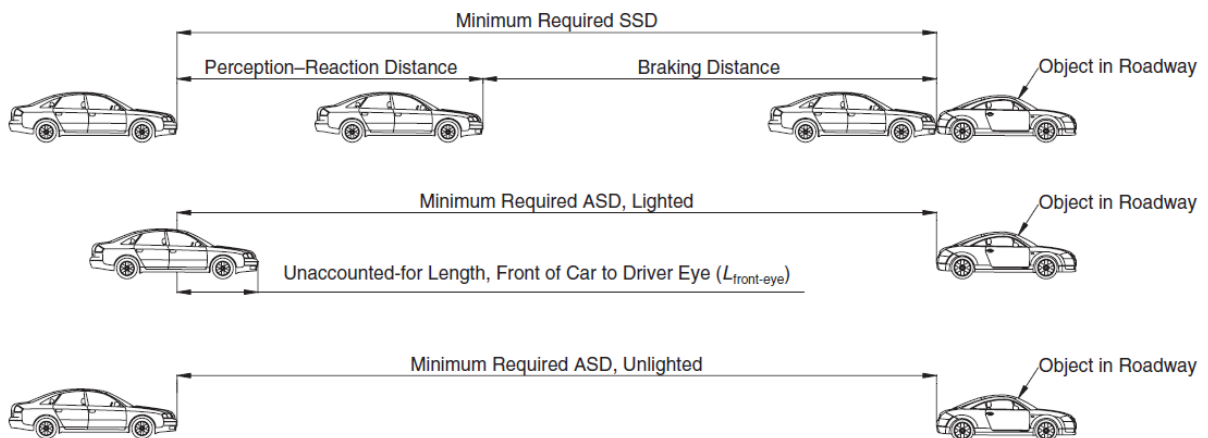 Minimum Required SSD
Perception–Reaction Distance
Braking Distance
Object in Roadway
Minimum Required ASD, Lighted
Object in Roadway
Unaccounted-for Length, Front of Car to Driver Eye (Lfront-eye)
Minimum Required ASD, Unlighted
Object in Roadway